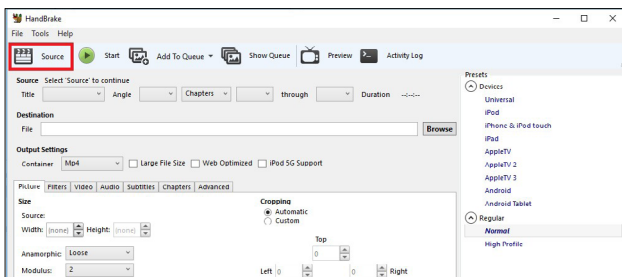 HandBrake
File Tools Help
Source Start Add To Queue Show Queue Preview Activity Log
Source Select 'Source' to continue
Title Angle Chapters through Duration --:--:--
Destination
File Browse
Output Settings
Container Mp4 Large File Size Web Optimized iPod 5G Support
Picture Filters Video Audio Subtitles Chapters Advanced
Size
Source:
Width: (none) Height: (none)
Anamorphic: Loose
Modulus: 2
Cropping
Automatic
Custom
Top
0
Left 0 0 Right
Presets
Devices
Universal
iPod
iPhone & iPod touch
iPad
AppleTV
AppleTV 2
AppleTV 3
Android
Android Tablet
Regular
Normal
High Profile